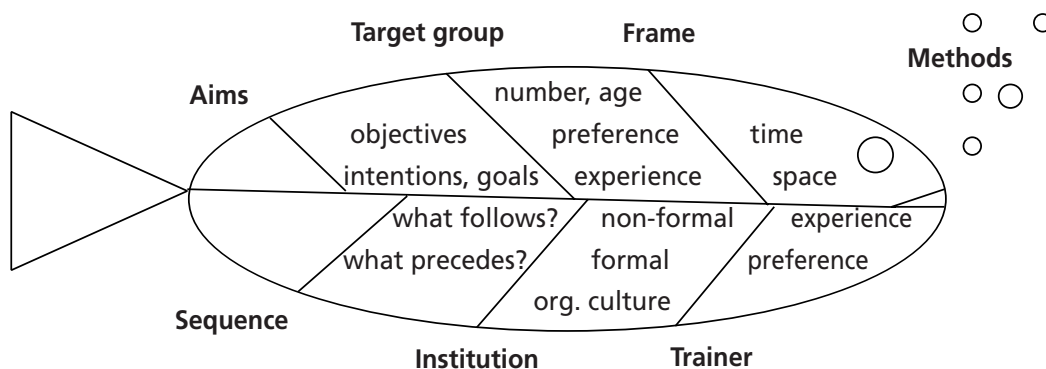 Target group
Frame
Methods
Aims
number, age
objectives
preference
time
intentions, goals
experience
space
what follows?
non-formal
experience
what precedes?
formal
preference
org. culture
Sequence
Institution
Trainer